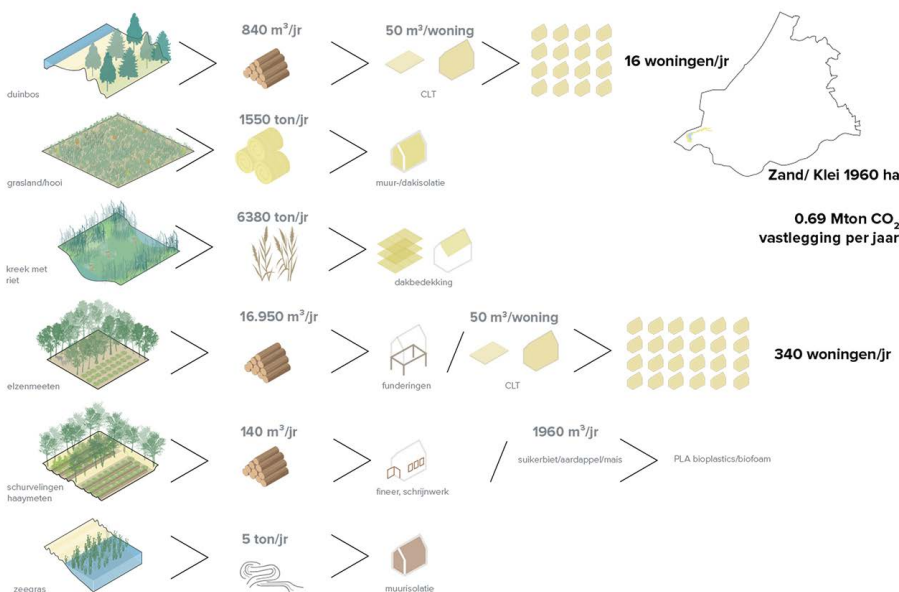 840 m³/jr
50 m³/woning
16 woningen/jr
duinbos
CLT
1550 ton/jr
grasland/hooi
muur-/dakisolatie
Zand/ Klei 1960 ha
0.69 Mton CO₂
vastlegging per jaar
6380 ton/jr
kreek met
riet
dakbedekking
16.950 m³/jr
50 m³/woning
340 woningen/jr
elzenmeeten
funderingen
CLT
140 m³/jr
1960 m³/jr
suikerbiet/aardappel/mais
PLA bioplastics/biofoam
schurvelingen
haaymeten
fineer, schrijnwerk
5 ton/jr
zeegras
muurisolatie